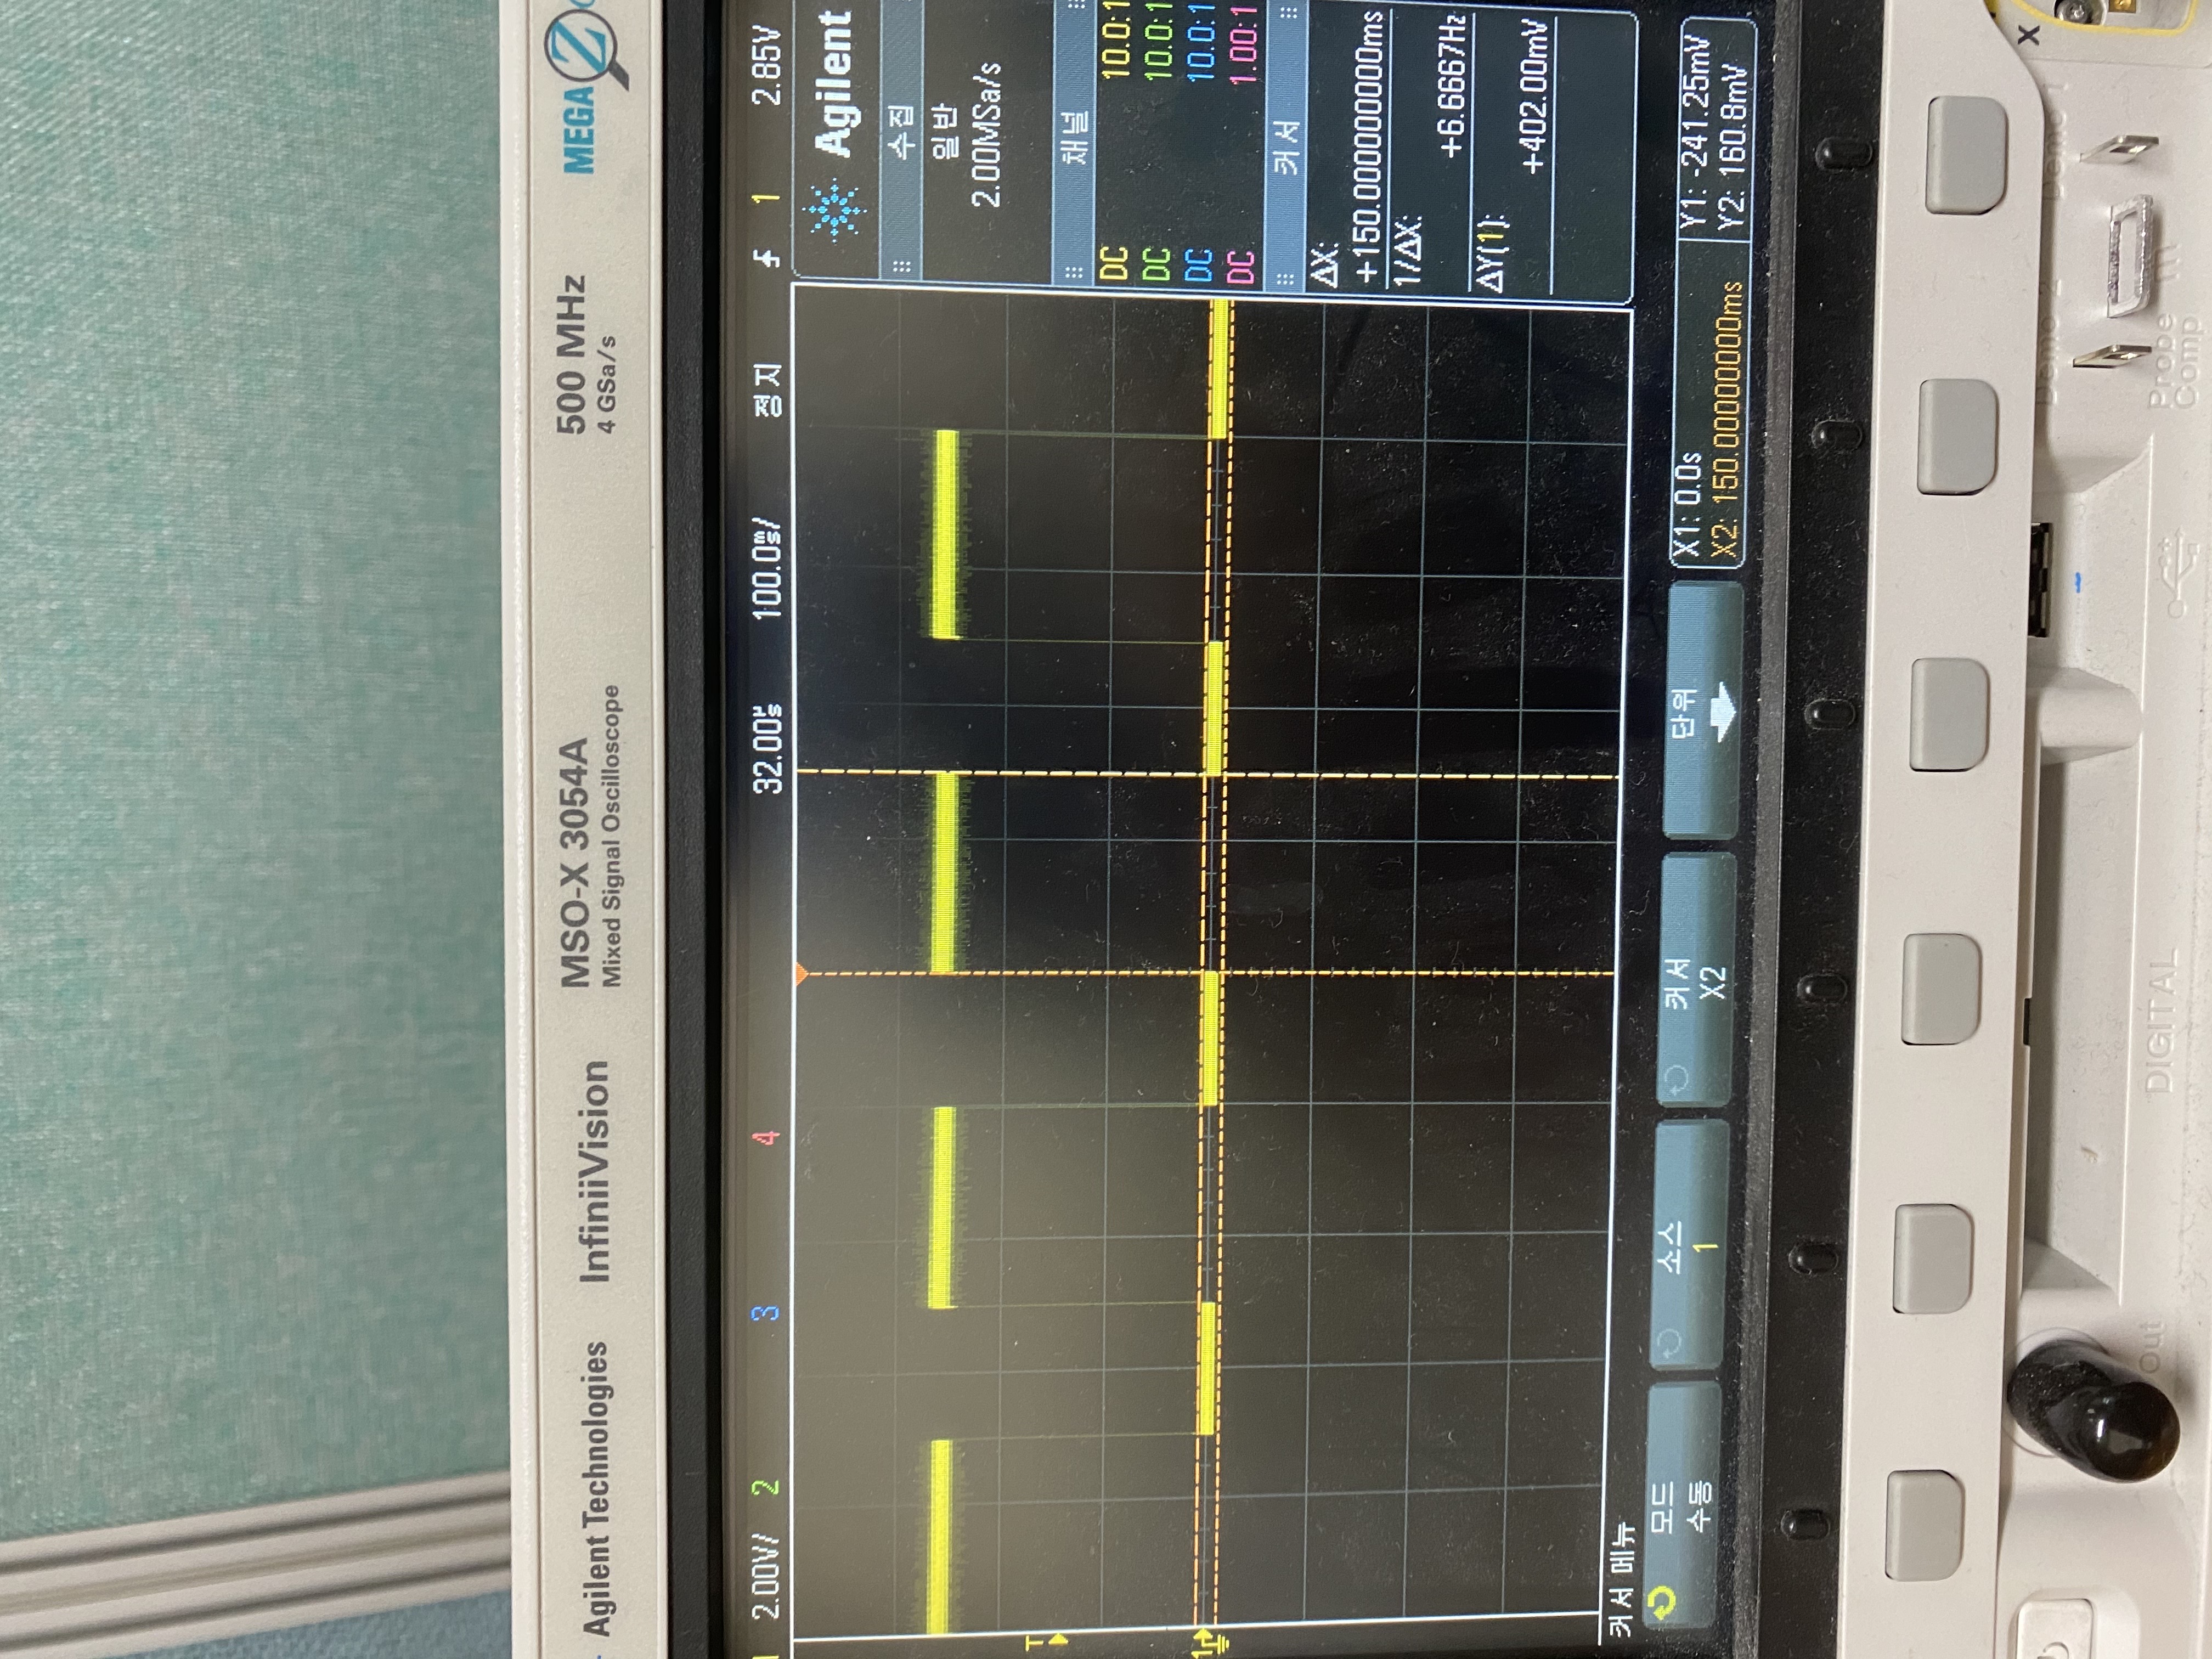 Agilent Technologies InfiniiVision MSO-X 3054A 500 MHz MEGA Z
Mixed Signal Oscilloscope 4 GSa/s
1 2.00V/ 2 3 4 32.00µs 100.0ms/ 정지 1 2.85V
Agilent
수집
일반
2.00MSa/s
T
채널
DC 10.0:1
DC 10.0:1
DC 10.0:1
DC 1.00:1
1
커서
ΔX:
+150.000000000ms
1/ΔX:
+6.6667Hz
ΔY(1):
+402.00mV
커서 메뉴
모드
수동
소스
1
커서
X2
단위
X1: 0.0s
X2: 150.00000000ms
Y1: -241.25mV
Y2: 160.8mV
X
Demo 2 Demo 1
Out
DIGITAL
Probe
Comp